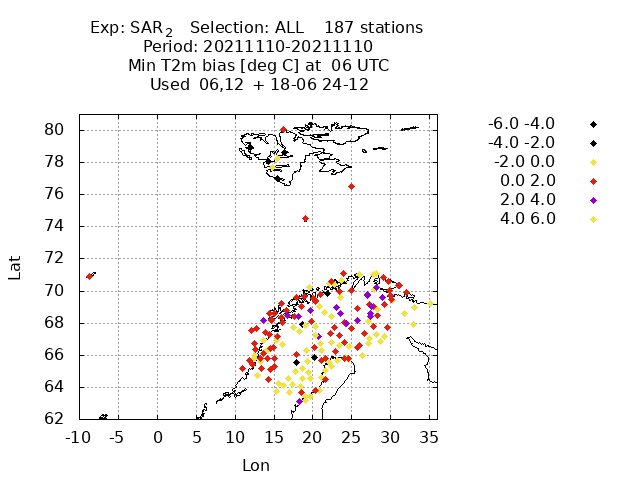 Exp: SAR2 Selection: ALL 187 stations
Period: 20211110-20211110
Min T2m bias [deg C] at 06 UTC
Used 06,12 + 18-06 24-12
-6.0 -4.0
-4.0 -2.0
-2.0 0.0
0.0 2.0
2.0 4.0
4.0 6.0
80
78
76
74
72
70
68
66
64
62
Lat
-10 -5 0 5 10 15 20 25 30 35
Lon